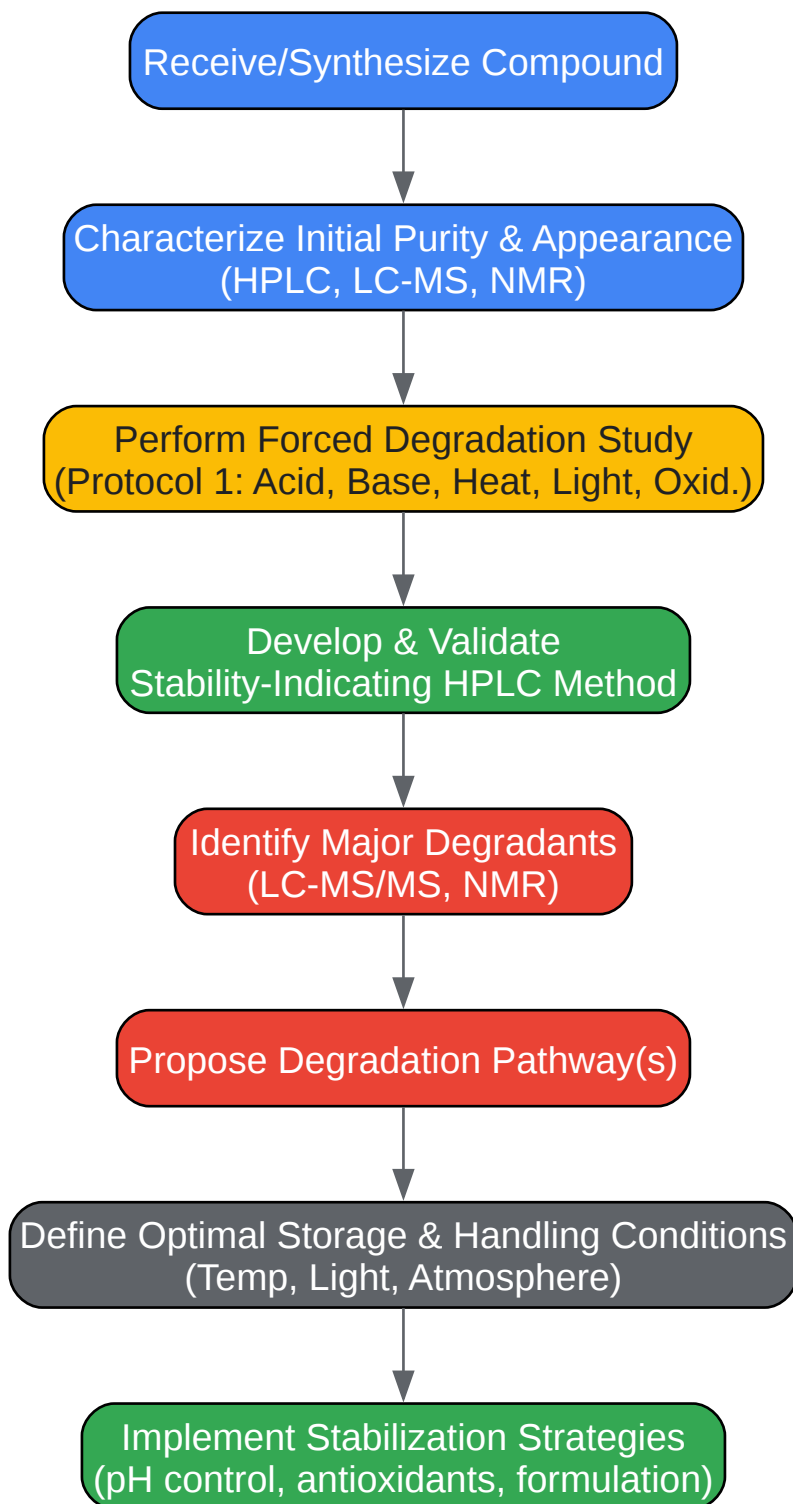 Receive/Synthesize Compound
Characterize Initial Purity & Appearance
(HPLC, LC-MS, NMR)
Perform Forced Degradation Study
(Protocol 1: Acid, Base, Heat, Light, Oxid.)
Develop & Validate
Stability-Indicating HPLC Method
Identify Major Degradants
(LC-MS/MS, NMR)
Propose Degradation Pathway(s)
Define Optimal Storage & Handling Conditions
(Temp, Light, Atmosphere)
Implement Stabilization Strategies
(pH control, antioxidants, formulation)